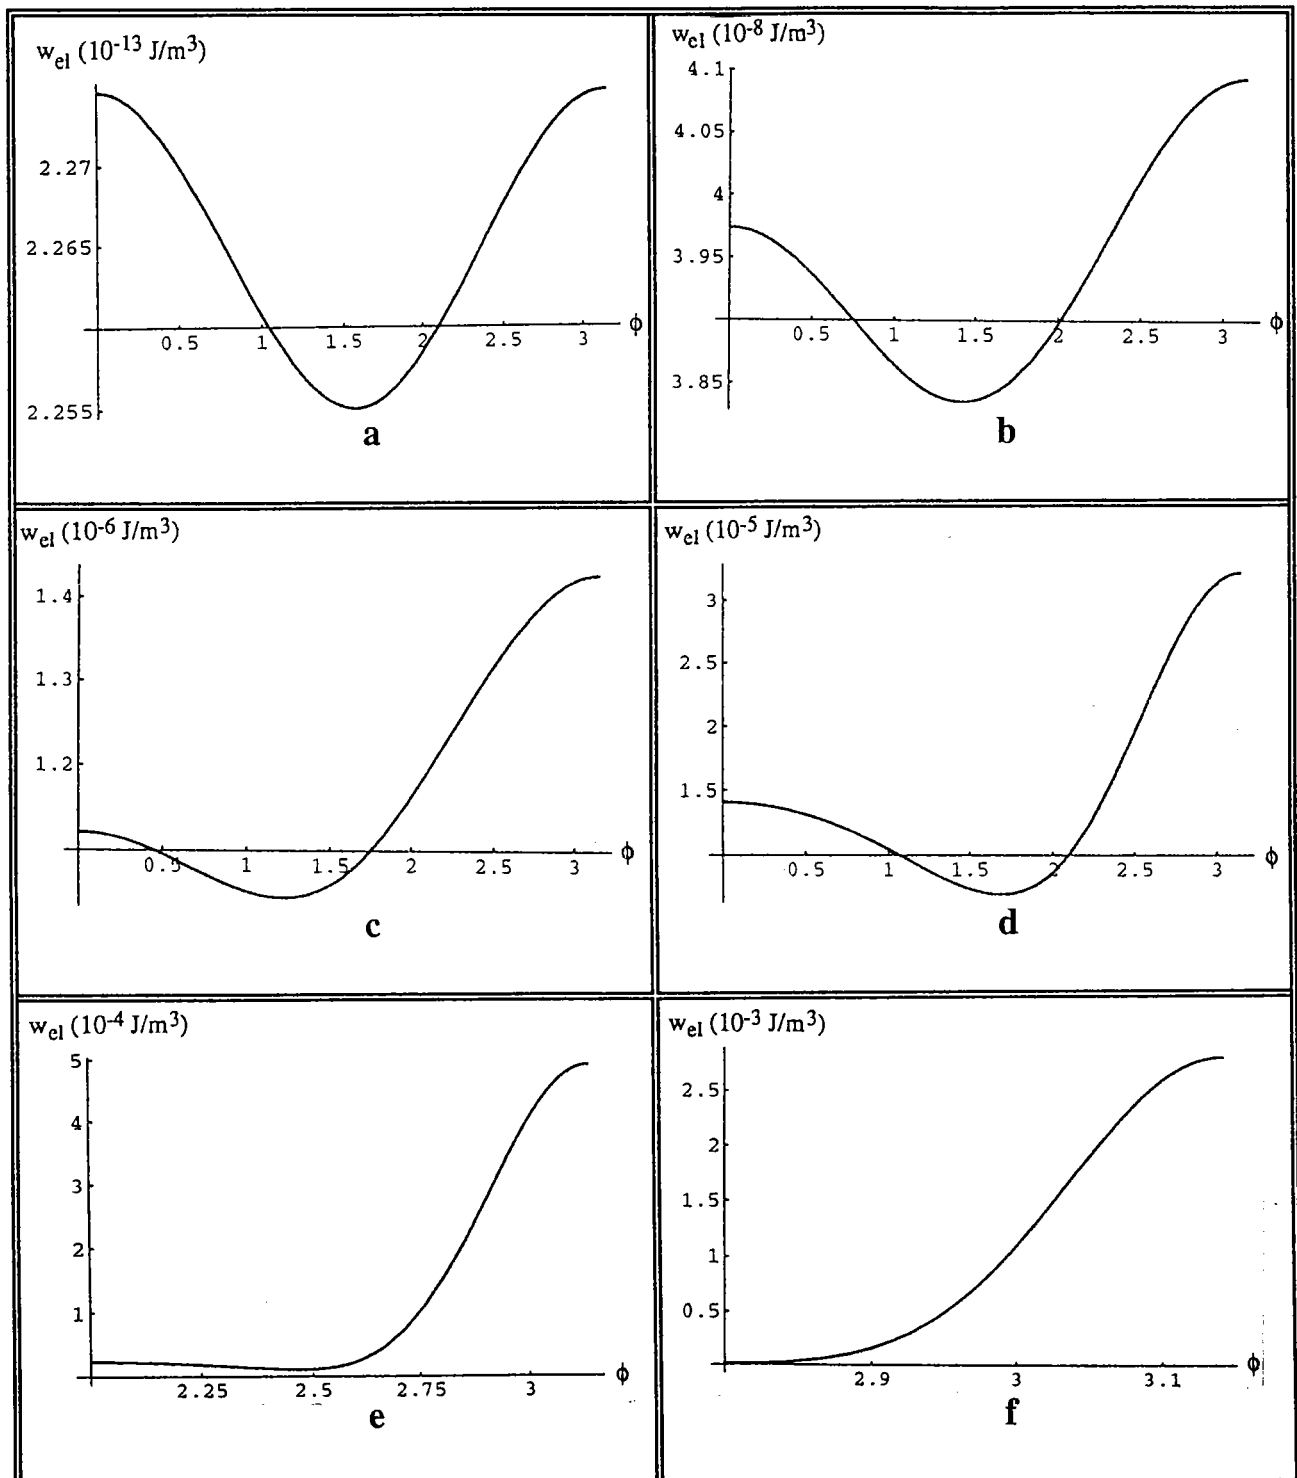 w_el (10^-13 J/m^3)
2.27
2.265
2.255
0.5 1 1.5 2 2.5 3 ϕ
a
w_el (10^-8 J/m^3)
4.1
4.05
4
3.95
3.85
0.5 1 1.5 2 2.5 3 ϕ
b
w_el (10^-6 J/m^3)
1.4
1.3
1.2
0.5 1 1.5 2 2.5 3 ϕ
c
w_el (10^-5 J/m^3)
3
2.5
2
1.5
0.5 1 1.5 2 2.5 3 ϕ
d
w_el (10^-4 J/m^3)
5
4
3
2
1
2.25 2.5 2.75 3 ϕ
e
w_el (10^-3 J/m^3)
2.5
2
1.5
1
0.5
2.9 3 3.1 ϕ
f